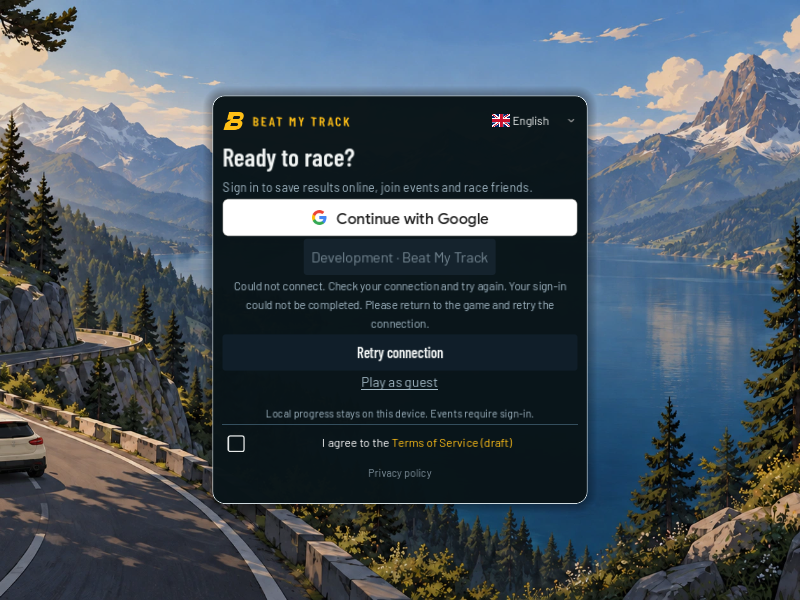 BEAT MY TRACK
English
Ready to race?
Sign in to save results online, join events and race friends.
Continue with Google
Development · Beat My Track
Could not connect. Check your connection and try again. Your sign-in
could not be completed. Please return to the game and retry the
connection.
Retry connection
Play as guest
Local progress stays on this device. Events require sign-in.
I agree to the Terms of Service (draft)
Privacy policy